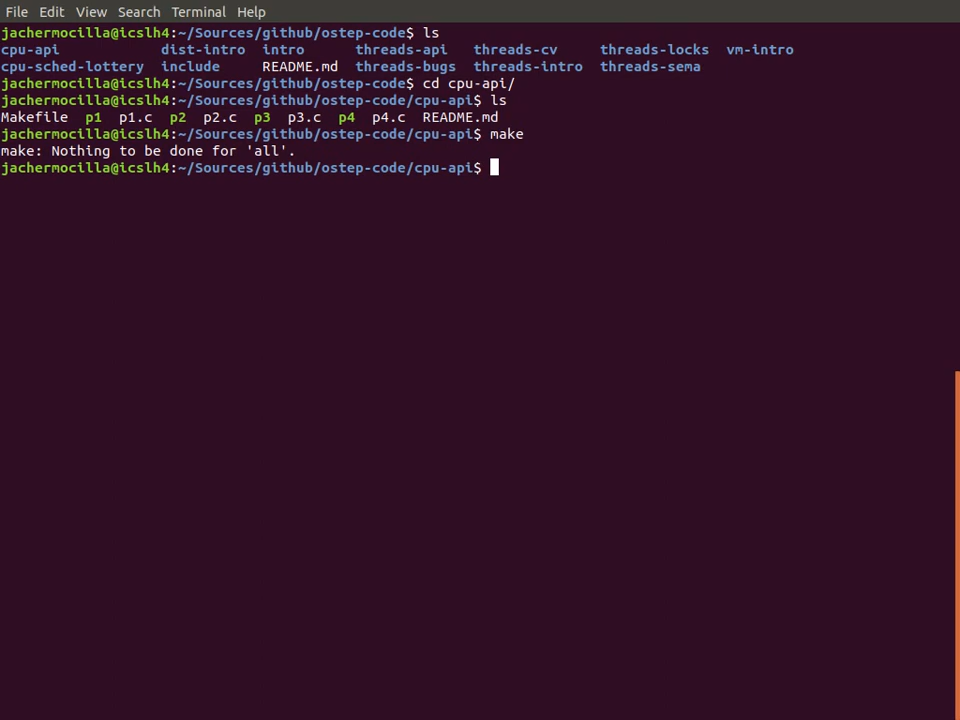 File Edit View Search Terminal Help
jachermocilla@icslh4:~/Sources/github/ostep-code$ ls
cpu-api dist-intro intro threads-api threads-cv threads-locks vm-intro
cpu-sched-lottery include README.md threads-bugs threads-intro threads-sema
jachermocilla@icslh4:~/Sources/github/ostep-code$ cd cpu-api/
jachermocilla@icslh4:~/Sources/github/ostep-code/cpu-api$ ls
Makefile p1 p1.c p2 p2.c p3 p3.c p4 p4.c README.md
jachermocilla@icslh4:~/Sources/github/ostep-code/cpu-api$ make
make: Nothing to be done for 'all'.
jachermocilla@icslh4:~/Sources/github/ostep-code/cpu-api$